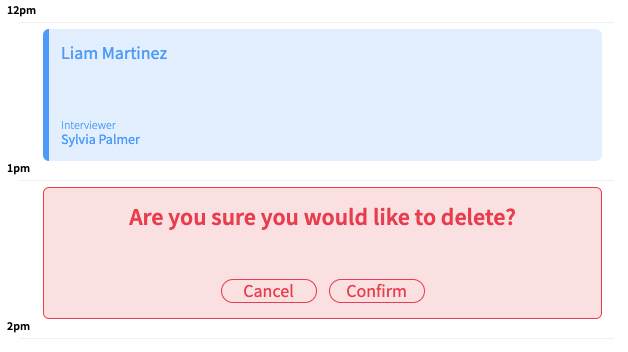 12pm
Liam Martinez
Interviewer
Sylvia Palmer
1pm
Are you sure you would like to delete?
Cancel Confirm
2pm